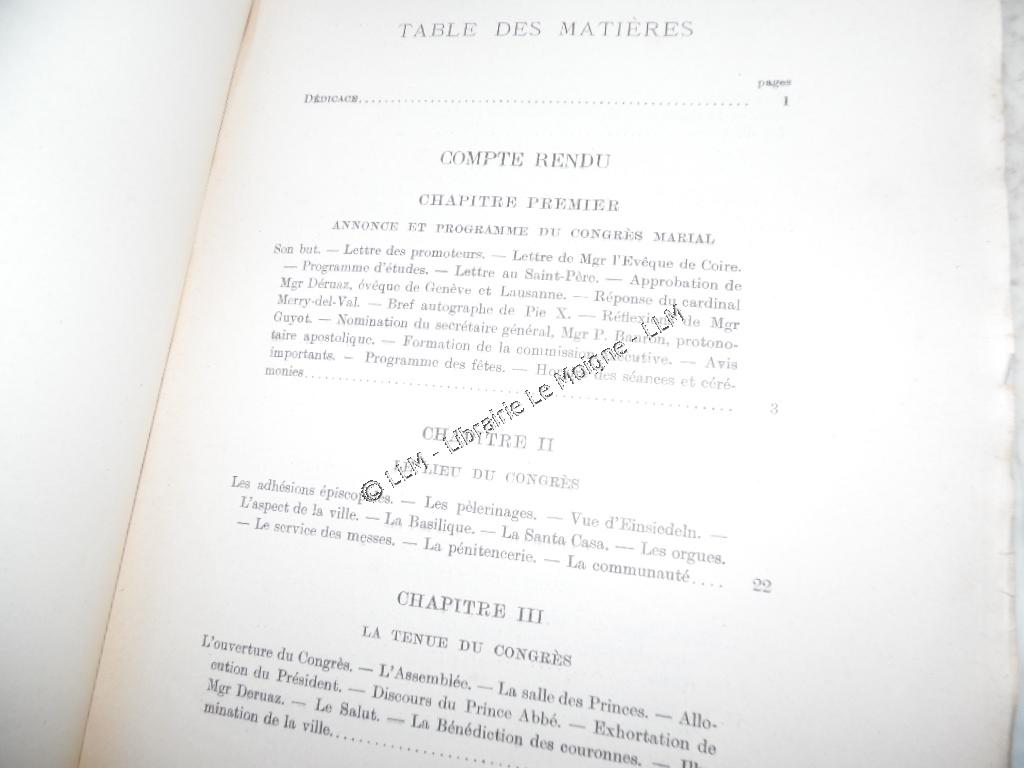 TABLE DES MATIÈRES
pages
DÉDICACE 1
COMPTE RENDU
CHAPITRE PREMIER
ANNONCE ET PROGRAMME DU CONGRÈS MARIAL
Son but. — Lettre des promoteurs. — Lettre de Mgr l'Evêque de Coire.
— Programme d'études. — Lettre au Saint-Père. — Approbation de
Mgr Déruaz, évêque de Genève et Lausanne. — Réponse du cardinal
Merry-del-Val. — Bref autographe de Pie X. — Réflexions de Mgr
Guyot. — Nomination du secrétaire général, Mgr P. Bauron, protono-
taire apostolique. — Formation de la commission exécutive. — Avis
importants. — Programme des fêtes. — des séances et céré-
monies 3
CHAPITRE II
LE LIEU DU CONGRÈS
Les adhésions épiscopales. — Les pèlerinages. — Vue d'Einsiedeln. —
L'aspect de la ville. — La Basilique. — La Santa Casa. — Les orgues.
— Le service des messes. — La pénitencerie. — La communauté 22
CHAPITRE III
LA TENUE DU CONGRÈS
L'ouverture du Congrès. — L'Assemblée. — La salle des Princes. — Allo-
cution du Président. — Discours du Prince Abbé. — Exhortation de
Mgr Deruaz. — Le Salut. — La Bénédiction des couronnes. —
mination de la ville.
© LLM - Librairie Le Moigne - LLM